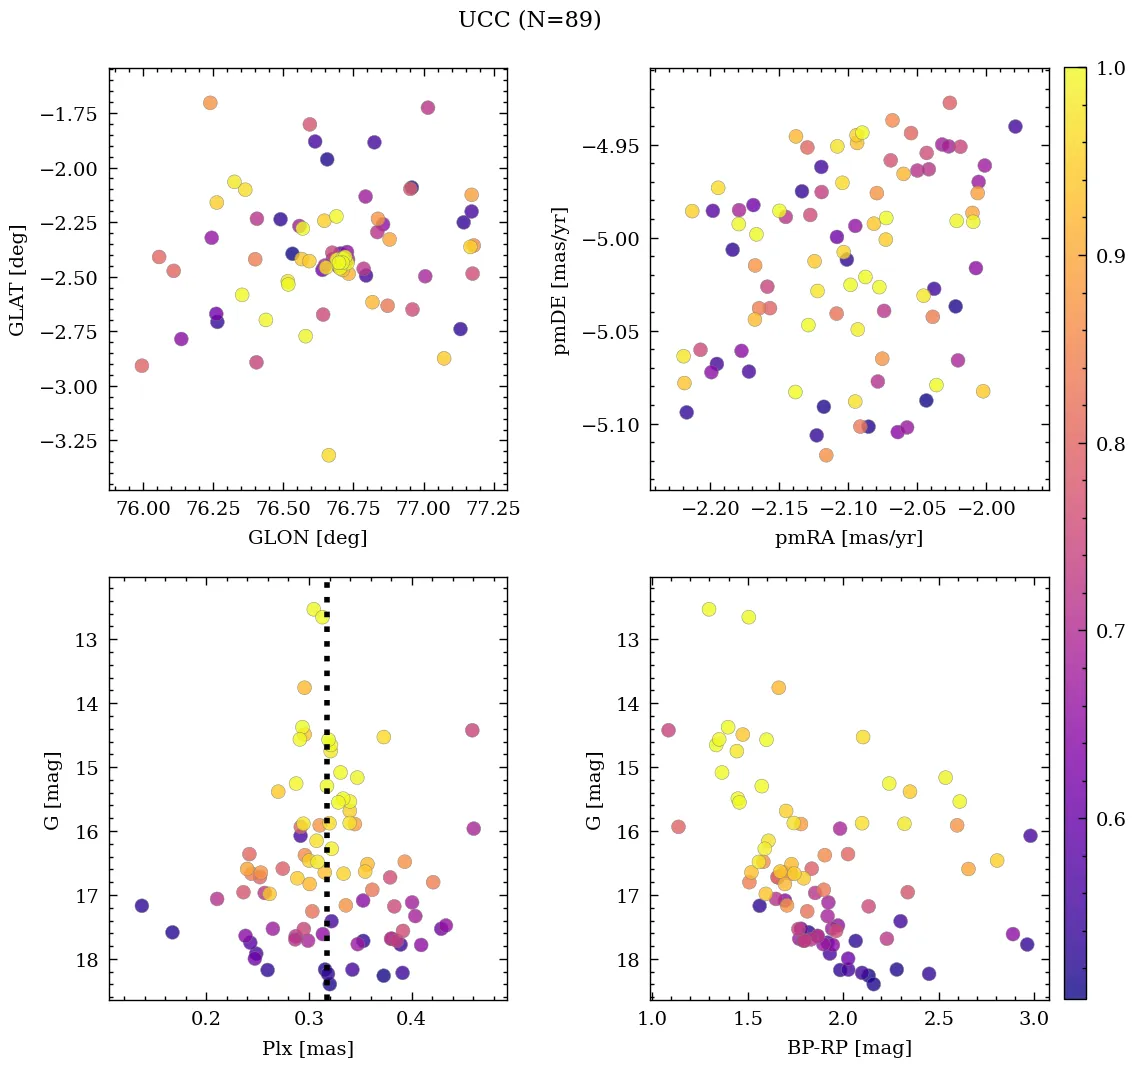 UCC (N=89)
−1.75
−2.00
−2.25
−2.50
−2.75
−3.00
−3.25
GLAT [deg]
76.00 76.25 76.50 76.75 77.00 77.25
GLON [deg]
−4.95
−5.00
−5.05
−5.10
pmDE [mas/yr]
−2.20 −2.15 −2.10 −2.05 −2.00
pmRA [mas/yr]
1.0
0.9
0.8
0.7
0.6
13
14
15
16
17
18
G [mag]
0.2 0.3 0.4
Plx [mas]
13
14
15
16
17
18
G [mag]
1.0 1.5 2.0 2.5 3.0
BP-RP [mag]